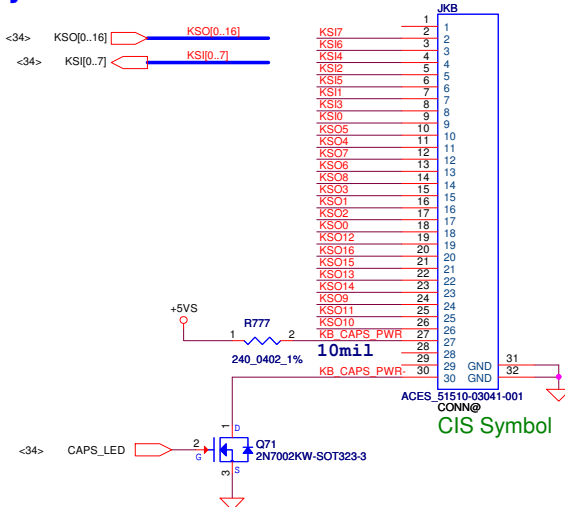 JKB
<34> KSO[0..16] KSO[0..16]
<34> KSI[0..7] KSI[0..7]
1 1
KSI7 2 2
KSI6 3 3
KSI4 4 4
KSI2 5 5
KSI5 6 6
KSI1 7 7
KSI3 8 8
KSI0 9 9
KSO5 10 10
KSO4 11 11
KSO7 12 12
KSO6 13 13
KSO8 14 14
KSO3 15 15
KSO1 16 16
KSO2 17 17
KSO0 18 18
KSO12 19 19
KSO16 20 20
KSO15 21 21
KSO13 22 22
KSO14 23 23
KSO9 24 24
KSO11 25 25
KSO10 26 26
+5VS
R777
1 2
240_0402_1%
KB_CAPS_PWR 27 27
10mil
28 28
29 29 GND 31
KB_CAPS_PWR- 30 30 GND 32
ACES_51510-03041-001
CONN@
CIS Symbol
1 D
<34> CAPS_LED 2 G
Q71
2N7002KW-SOT323-3
3 S